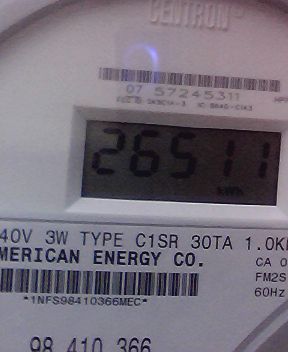 CENTRON®
07 57245311
26511
kWh
40V 3W TYPE C1SR 30TA 1.0K
MERICAN ENERGY CO.
CA 0
FM2S
60Hz
*1NFS98410366MEC*
98 410 366